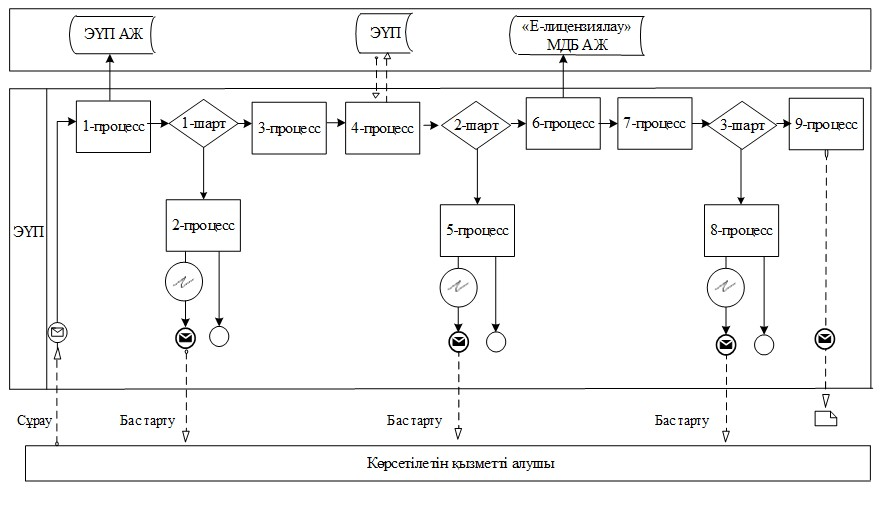 ЭҮП АЖ
ЭҮП
«Е-лицензиялау»
МДБ АЖ
1-процесс
1-шарт
3-процесс
4-процесс
2-шарт
6-процесс
7-процесс
3-шарт
9-процесс
ЭҮП
2-процесс
5-процесс
8-процесс
Сұрау
Бас тарту
Бас тарту
Бас тарту
Көрсетілетін қызметті алушы